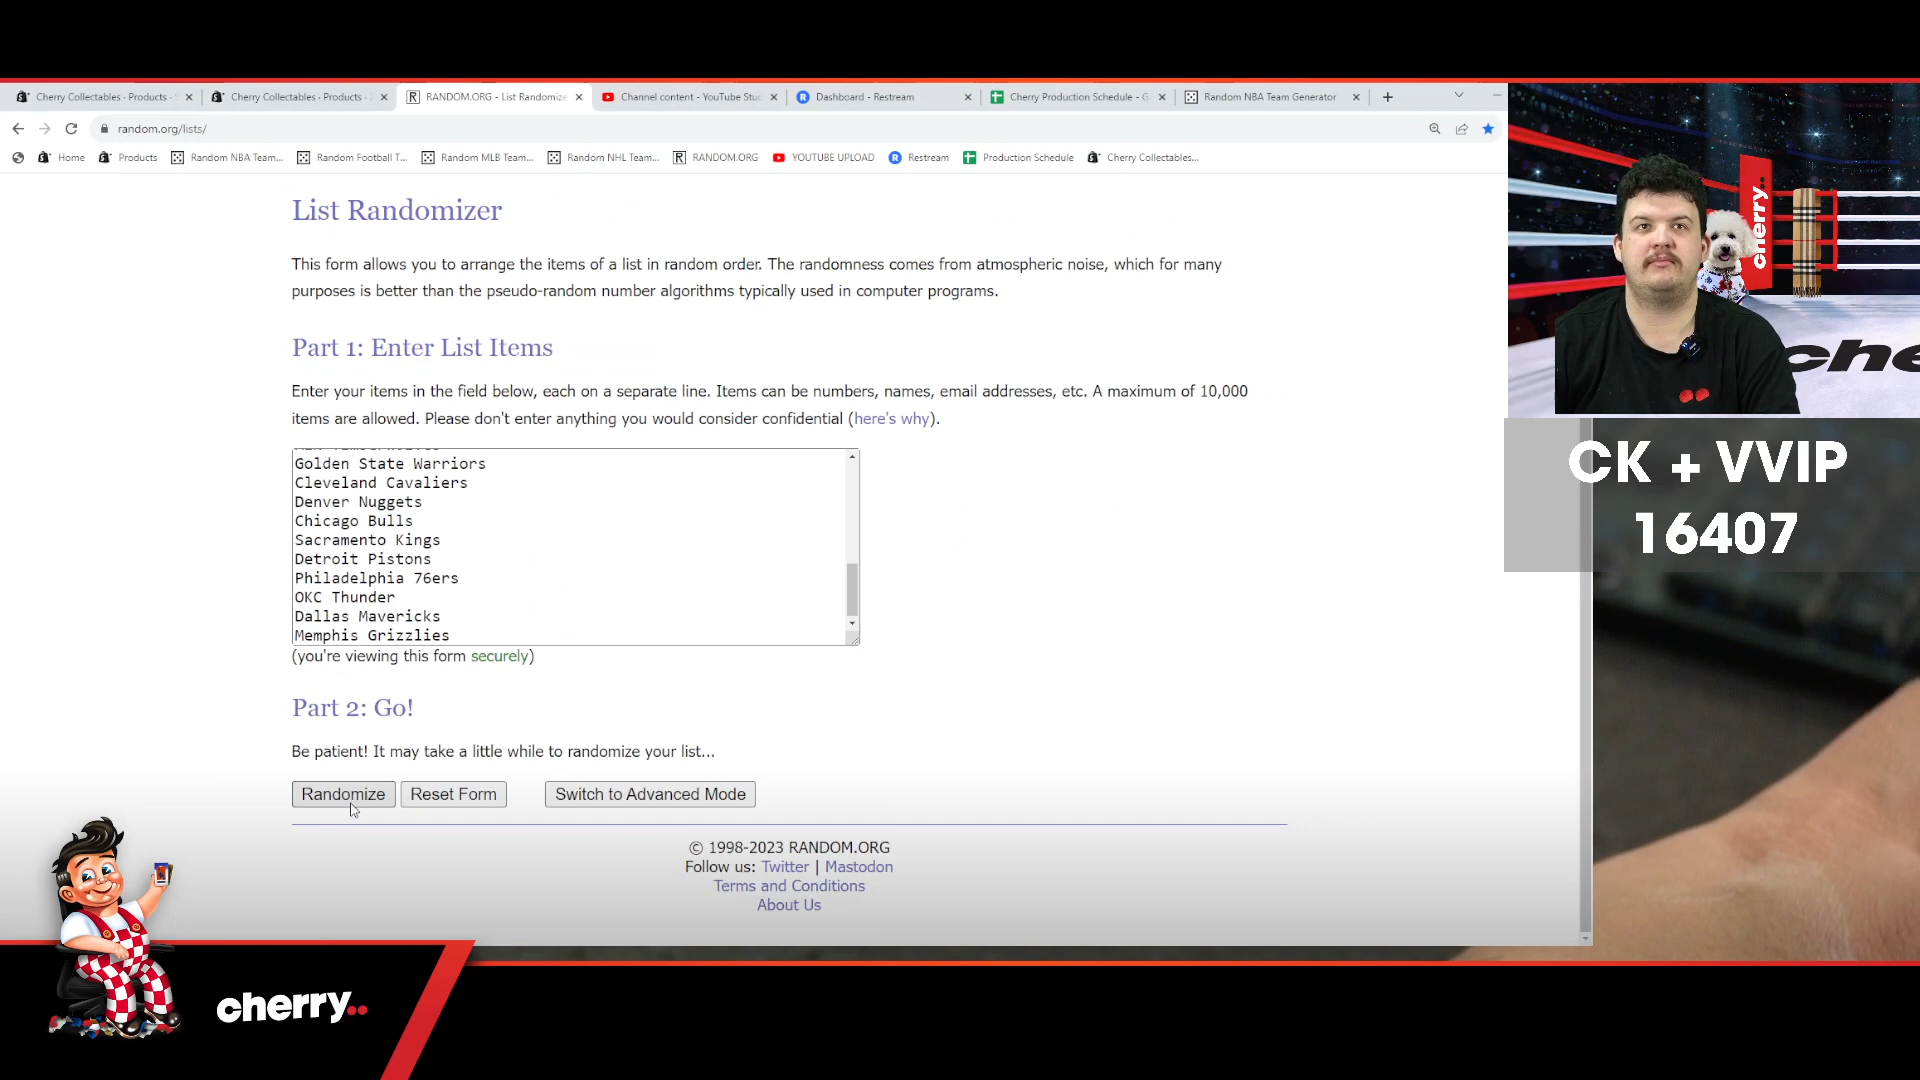 Cherry Collectables · Products ·
Cherry Collectables · Products ·
RANDOM.ORG - List Randomize
Channel content - YouTube Stu
Dashboard - Restream
Cherry Production Schedule - G
Random NBA Team Generator
random.org/lists/
Home
Products
Random NBA Team...
Random Football T...
Random MLB Team...
Random NHL Team...
RANDOM.ORG
YOUTUBE UPLOAD
Restream
Production Schedule
Cherry Collectables...
List Randomizer
This form allows you to arrange the items of a list in random order. The randomness comes from atmospheric noise, which for many
purposes is better than the pseudo-random number algorithms typically used in computer programs.
Part 1: Enter List Items
Enter your items in the field below, each on a separate line. Items can be numbers, names, email addresses, etc. A maximum of 10,000
items are allowed. Please don't enter anything you would consider confidential (here's why).
Golden State Warriors
Cleveland Cavaliers
Denver Nuggets
Chicago Bulls
Sacramento Kings
Detroit Pistons
Philadelphia 76ers
OKC Thunder
Dallas Mavericks
Memphis Grizzlies
(you're viewing this form securely)
Part 2: Go!
Be patient! It may take a little while to randomize your list...
Randomize
Reset Form
Switch to Advanced Mode
© 1998-2023 RANDOM.ORG
Follow us: Twitter | Mastodon
Terms and Conditions
About Us
cherry..
che
CK + VVIP
16407
cherry..